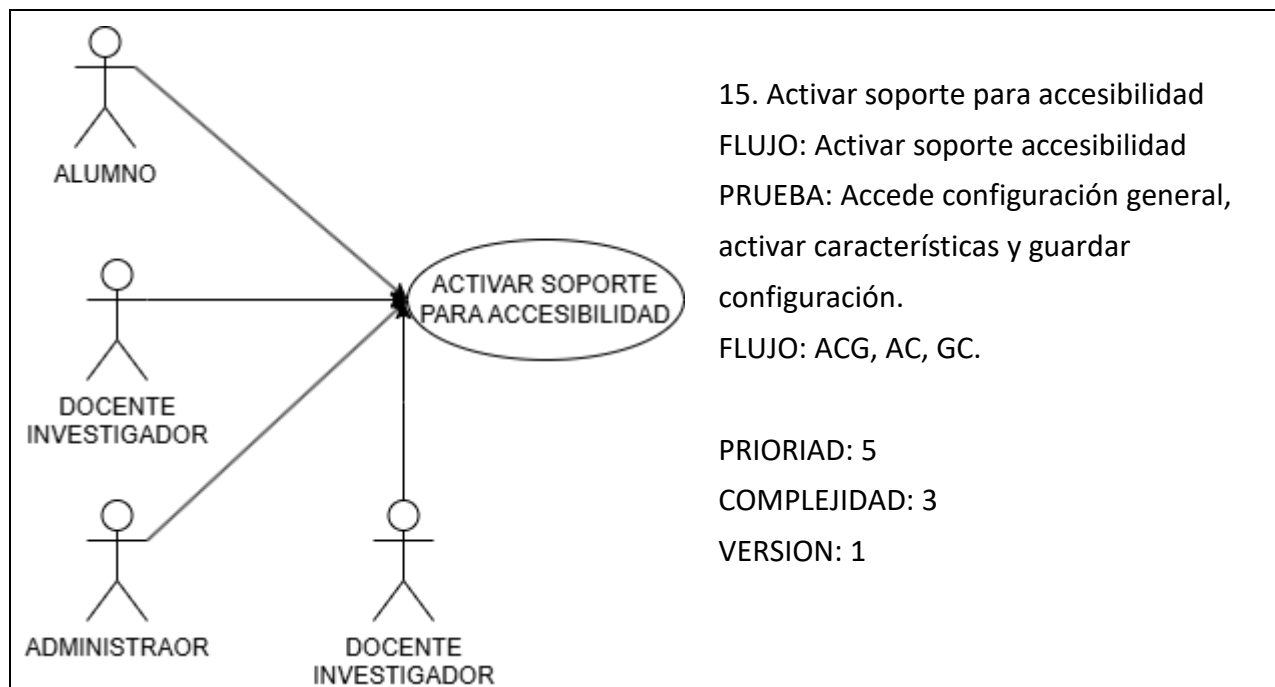 ALUMNO
DOCENTE
INVESTIGADOR
ADMINISTRAOR
DOCENTE
INVESTIGADOR
ACTIVAR SOPORTE
PARA ACCESIBILIDAD
15. Activar soporte para accesibilidad
FLUJO: Activar soporte accesibilidad
PRUEBA: Accede configuración general,
activar características y guardar
configuración.
FLUJO: ACG, AC, GC.
PRIORIAD: 5
COMPLEJIDAD: 3
VERSION: 1